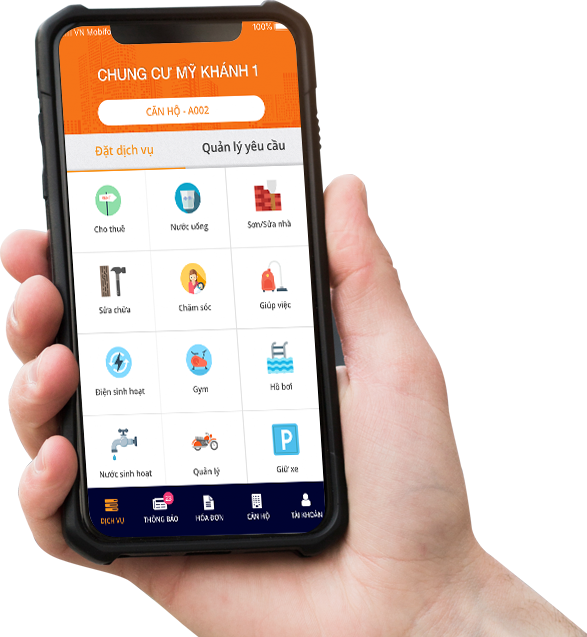 VN Mobifo
100%
CHUNG CƯ MỸ KHÁNH 1
CĂN HỘ - A002
Đặt dịch vụ
Quản lý yêu cầu
Cho thuê
Nước uống
Sơn/Sửa nhà
Sửa chữa
Chăm sóc
Giúp việc
Điện sinh hoạt
Gym
Hồ bơi
Nước sinh hoạt
Quản lý
P
Giữ xe
23
DỊCH VỤ
THÔNG BÁO
HÓA ĐƠN
CĂN HỘ
TÀI KHOẢN